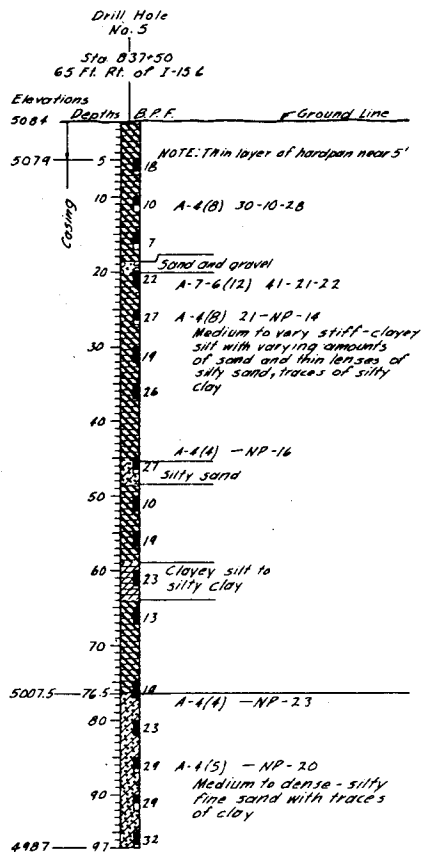 Drill Hole
No. 5
Sta. 837+50
65 Ft. Rt. of I-15 ¢
Elevations
Depths B.P.F.
Ground Line
5084
5079 5
18
NOTE: Thin layer of hardpan near 5'
Casing
10
10 A-4(8) 30-10-28
7
Sand and gravel
20
22 A-7-6(12) 41-21-22
27 A-4(8) 21-NP-14
Medium to very stiff-clayey
silt with varying amounts
of sand and thin lenses of
silty sand, traces of silty
clay
30
19
26
40
A-4(4) -NP-16
27
Silty sand
50
10
19
60
23
Clayey silt to
silty clay
13
70
5007.5 76.5
19
A-4(4) -NP-23
80
23
29 A-4(5) -NP-20
Medium to dense - silty
fine sand with traces
of clay
90
29
32
4987 97